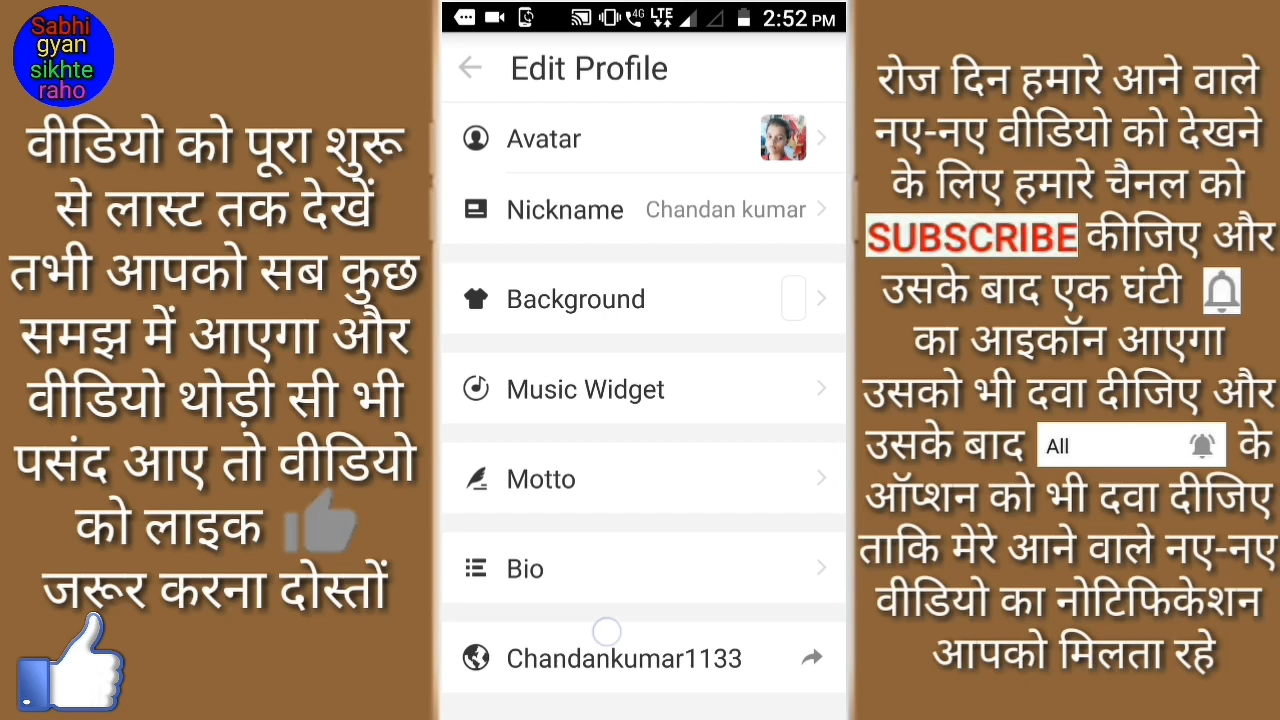 Sabhi
gyan
sikhte
raho
वीडियो को पूरा शुरू
से लास्ट तक देखें
तभी आपको सब कुछ
समझ में आएगा और
वीडियो थोड़ी सी भी
पसंद आए तो वीडियो
को लाइक
जरूर करना दोस्तों
4G LTE 2:52 PM
Edit Profile
Avatar
Nickname Chandan kumar
Background
Music Widget
Motto
Bio
Chandankumar1133
रोज दिन हमारे आने वाले
नए-नए वीडियो को देखने
के लिए हमारे चैनल को
SUBSCRIBE कीजिए और
उसके बाद एक घंटी
का आइकॉन आएगा
उसको भी दवा दीजिए और
उसके बाद All के
ऑप्शन को भी दवा दीजिए
ताकि मेरे आने वाले नए-नए
वीडियो का नोटिफिकेशन
आपको मिलता रहे